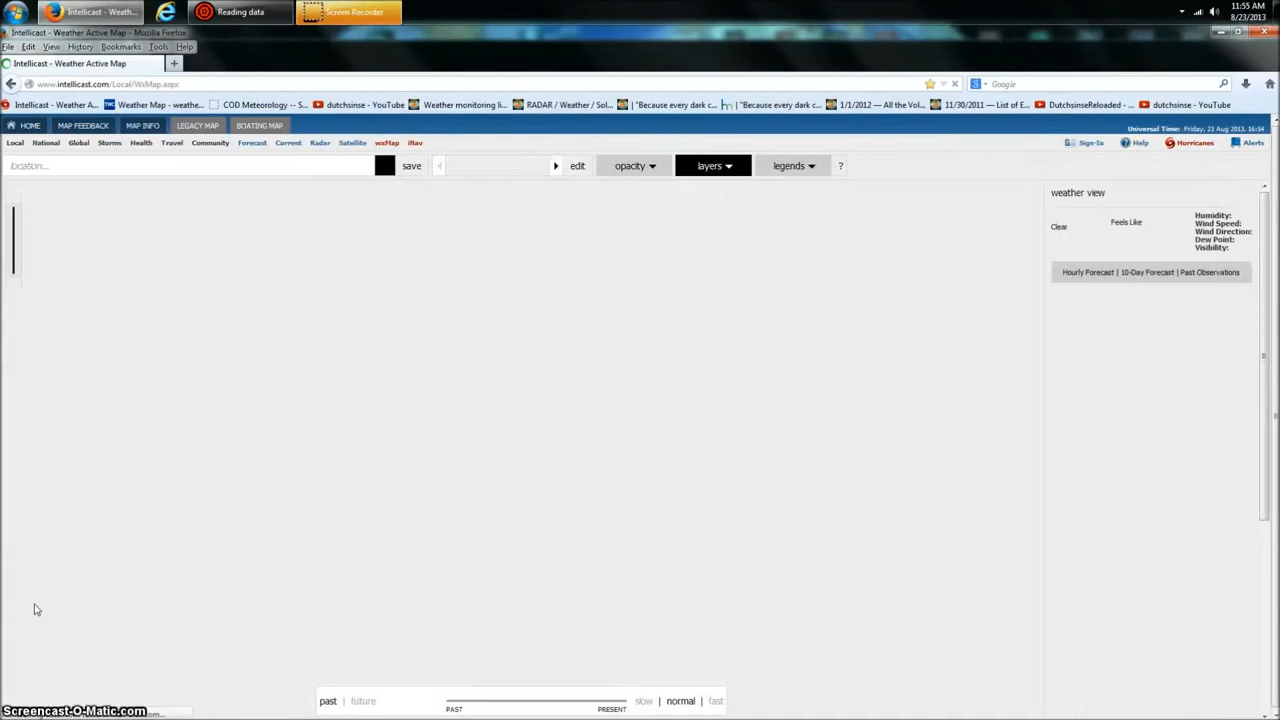 Intellicast - Weath...
Reading data
Screen Recorder
11:55 AM
8/23/2013
Intellicast - Weather Active Map - Mozilla Firefox
File Edit View History Bookmarks Tools Help
Intellicast - Weather Active Map
www.intellicast.com/Local/WxMap.aspx
Google
Intellicast - Weather A... Weather Map - weathe... COD Meteorology -- S... dutchsinse - YouTube Weather monitoring li... RADAR / Weather / Sol... | "Because every dark c... | "Because every dark c... 1/1/2012 — All the Vol... 11/30/2011 — List of E... DutchsinseReloaded - ... dutchsinse - YouTube
HOME MAP FEEDBACK MAP INFO LEGACY MAP BOATING MAP
Universal Time: Friday, 23 Aug 2013, 16:54
Local National Global Storms Health Travel Community Forecast Current Radar Satellite wxMap iNav
Sign-In Help Hurricanes Alerts
location... save edit opacity layers legends ?
weather view
Clear
Feels Like
Humidity:
Wind Speed:
Wind Direction:
Dew Point:
Visibility:
Hourly Forecast | 10-Day Forecast | Past Observations
past | future
slow | normal | fast
PAST PRESENT
Screencast-O-Matic.com